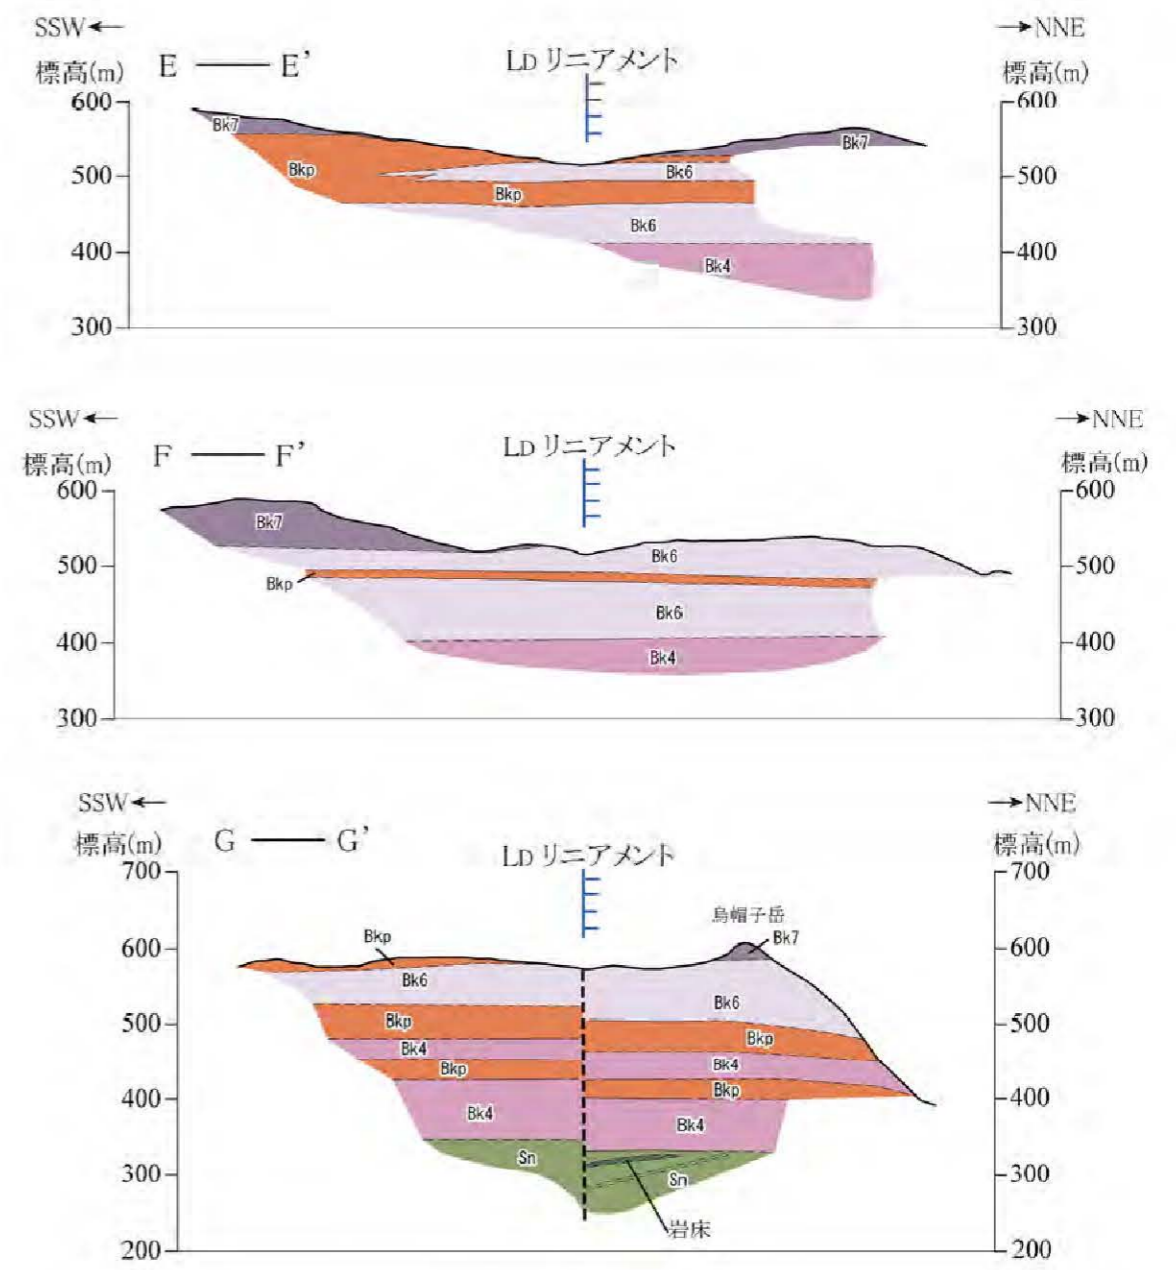 SSW← →NNE
標高(m) E —— E’ LD リニアメント 標高(m)
600 600
Bk7 Bk7
Bkp Bk6
500 500
Bkp
Bk6
400 400
Bk4
300 300
SSW← →NNE
標高(m) F —— F’ LD リニアメント 標高(m)
600 600
Bk7
Bk6
500 500
Bkp
Bk6
400 400
Bk4
300 300
SSW← →NNE
標高(m) G —— G’ LD リニアメント 標高(m)
700 700
烏帽子岳
Bkp Bk7
600 600
Bk6
Bk6
500 500
Bkp
Bkp
Bk4
Bk4
Bkp
Bkp
400 400
Bk4
Bk4
Sn
300 300
Sn
岩床
200 200